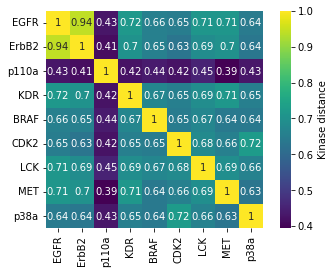 EGFR 1 0.94 0.43 0.72 0.66 0.65 0.71 0.71 0.64
ErbB2 0.94 1 0.41 0.7 0.65 0.63 0.69 0.7 0.64
p110a 0.43 0.41 1 0.42 0.44 0.42 0.45 0.39 0.43
KDR 0.72 0.7 0.42 1 0.67 0.65 0.69 0.71 0.65
BRAF 0.66 0.65 0.44 0.67 1 0.65 0.67 0.64 0.64
CDK2 0.65 0.63 0.42 0.65 0.65 1 0.68 0.66 0.72
LCK 0.71 0.69 0.45 0.69 0.67 0.68 1 0.69 0.66
MET 0.71 0.7 0.39 0.71 0.64 0.66 0.69 1 0.63
p38a 0.64 0.64 0.43 0.65 0.64 0.72 0.66 0.63 1
EGFR ErbB2 p110a KDR BRAF CDK2 LCK MET p38a
1.0
0.9
0.8
0.7
0.6
0.5
0.4
Kinase distance